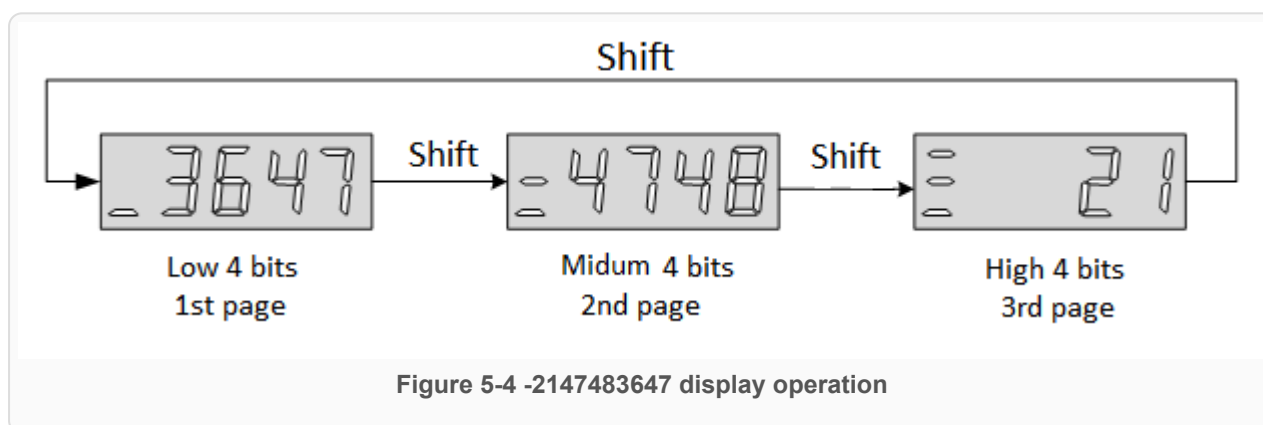 Shift
_ 3647
Shift
4748
Shift
21
Low 4 bits
1st page
Midum 4 bits
2nd page
High 4 bits
3rd page
Figure 5-4 -2147483647 display operation